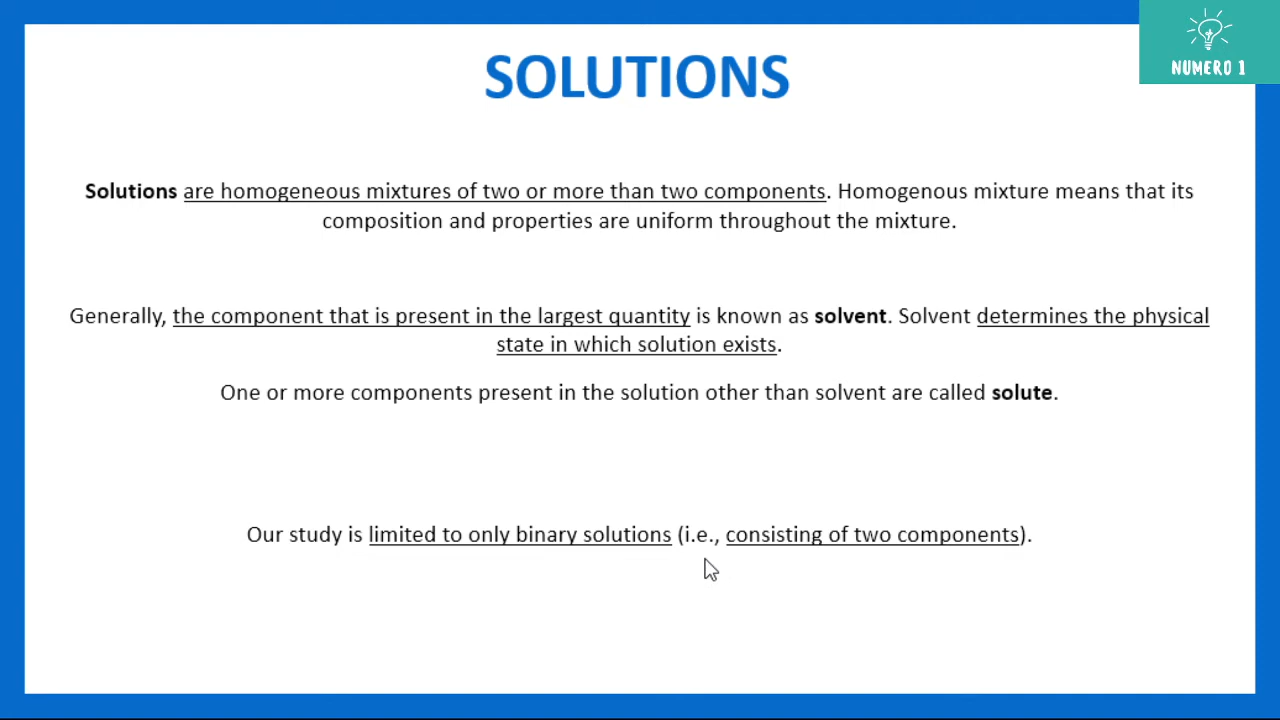 NUMERO 1
SOLUTIONS
Solutions are homogeneous mixtures of two or more than two components. Homogenous mixture means that its
composition and properties are uniform throughout the mixture.
Generally, the component that is present in the largest quantity is known as solvent. Solvent determines the physical
state in which solution exists.
One or more components present in the solution other than solvent are called solute.
Our study is limited to only binary solutions (i.e., consisting of two components).